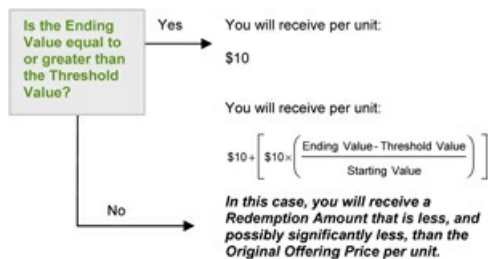 Is the Ending
Value equal to
or greater than
the Threshold
Value?
Yes
You will receive per unit:
$10
You will receive per unit:
$10+[$10×(Ending Value-Threshold Value
Starting Value)]
No
In this case, you will receive a
Redemption Amount that is less, and
possibly significantly less, than the
Original Offering Price per unit.